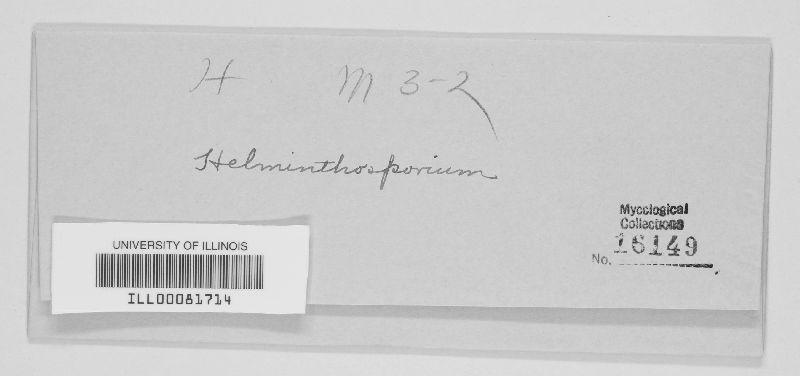 H M 3-2
Helminthosporium
Mycological
Collections
No. 16149
UNIVERSITY OF ILLINOIS
ILL00081714